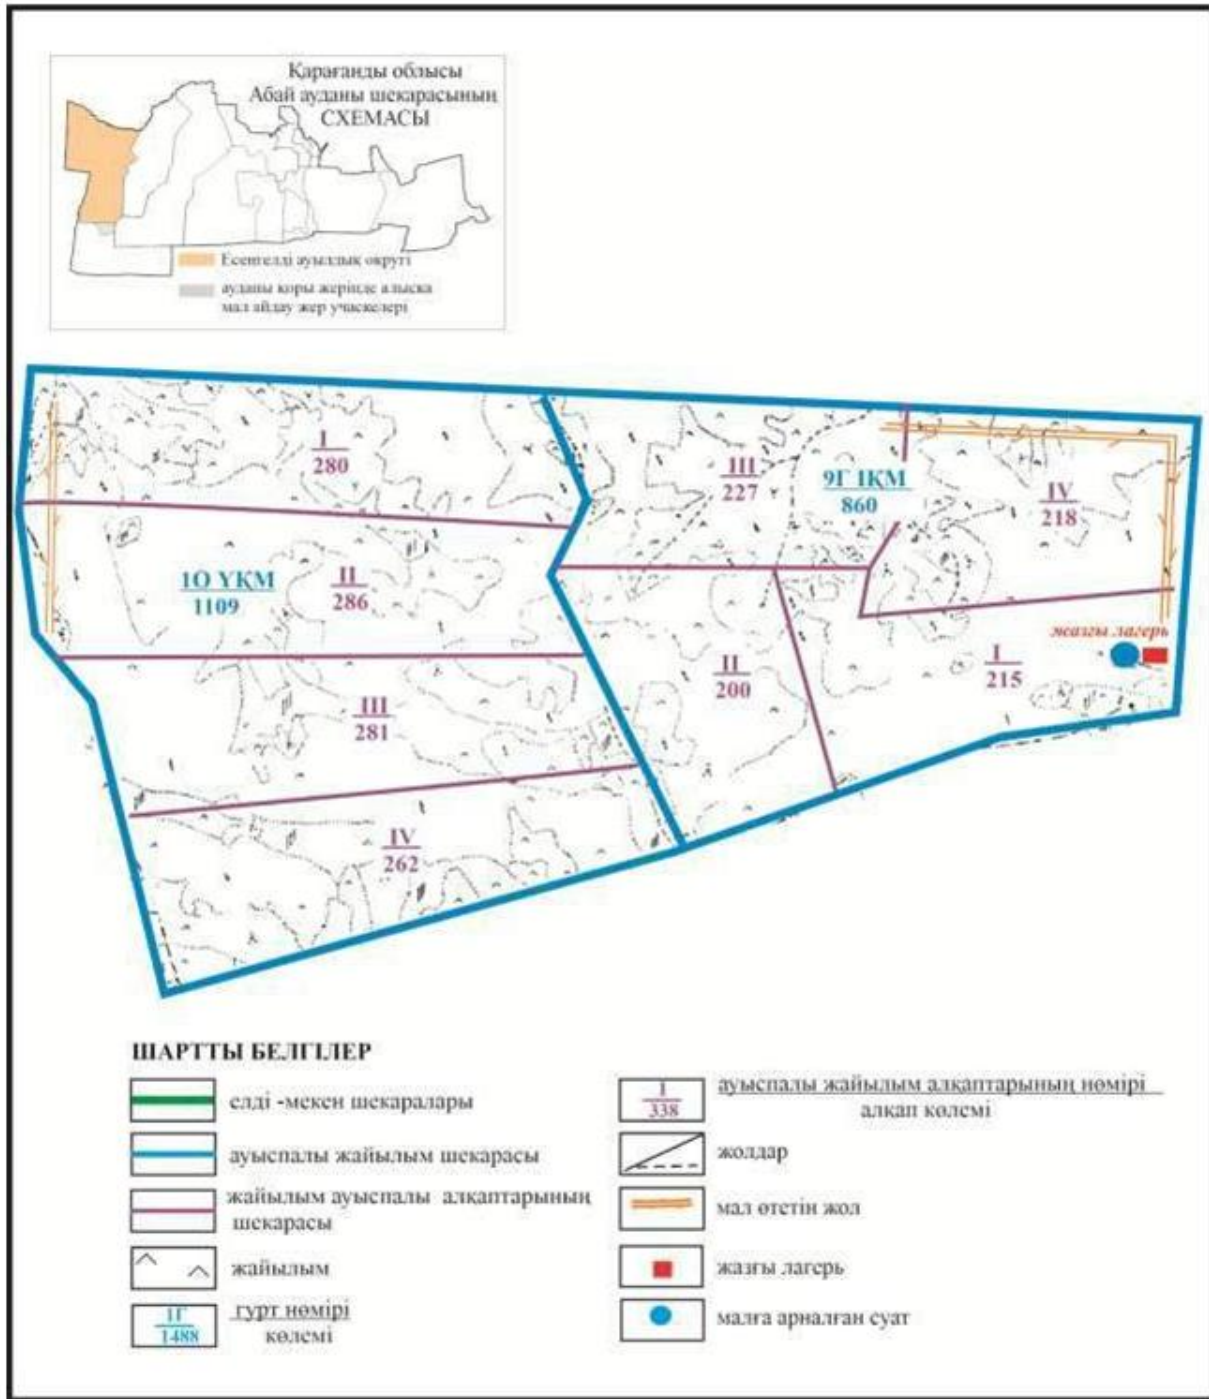 Қарағанды облысы
Абай ауданы шекарасының
СХЕМАСЫ
Есенгелді ауылдық округі
ауданы қоры жерінде алысқа
мал айдау жер учаскелері
I
280
III
227
9Г ІҚМ
860
IV
218
1О ҮҚМ
1109
II
286
жазғы лагерь
II
200
I
215
III
281
IV
262
ШАРТТЫ БЕЛГІЛЕР
елді -мекен шекаралары
ауыспалы жайылым шекарасы
жайылым ауыспалы алқаптарының
шекарасы
жайылым
1Г
1488
гурт нөмірі
көлемі
I
338
ауыспалы жайылым алқаптарының нөмірі
алқап көлемі
жолдар
мал өтетін жол
жазғы лагерь
малға арналған суат